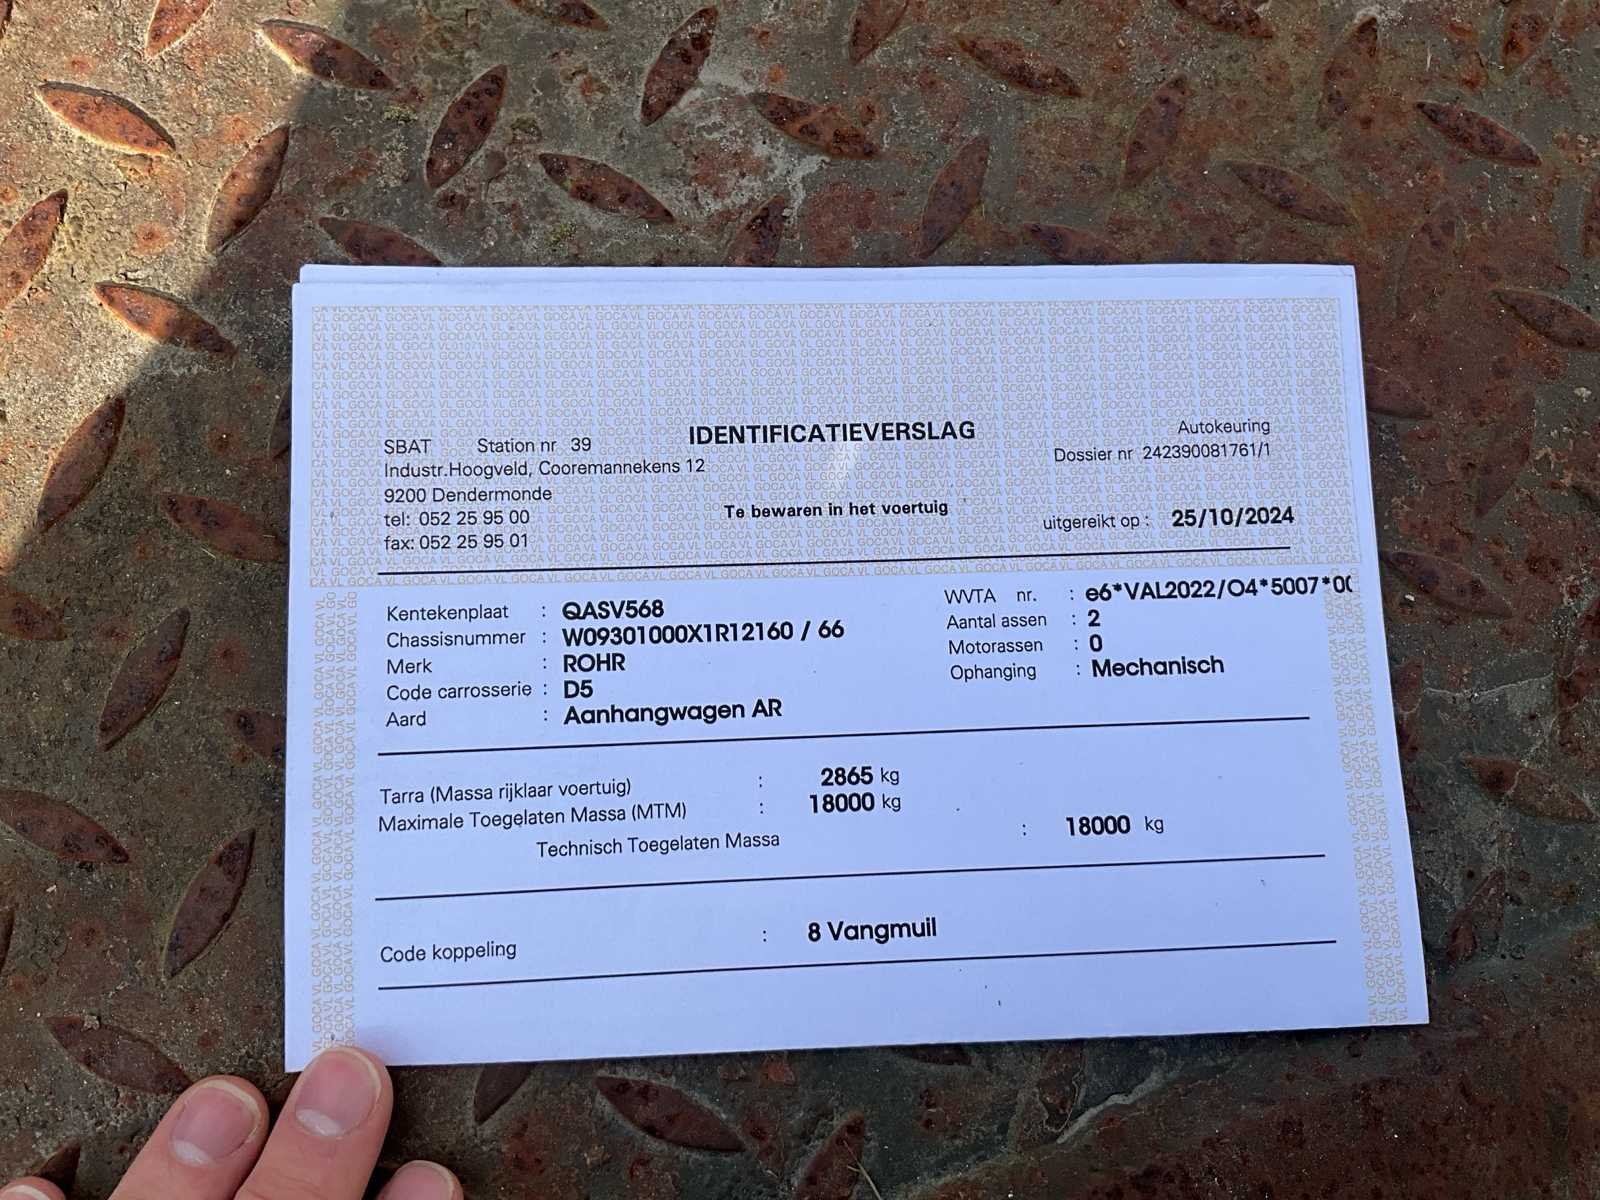 SBAT Station nr 39
Industr.Hoogveld, Cooremannekens 12
9200 Dendermonde
tel: 052 25 95 00
fax: 052 25 95 01
IDENTIFICATIEVERSLAG
Te bewaren in het voertuig
Autokeuring
Dossier nr 242390081761/1
uitgereikt op : 25/10/2024
Kentekenplaat : QASV568
Chassisnummer : W09301000X1R12160 / 66
Merk : ROHR
Code carrosserie : D5
Aard : Aanhangwagen AR
WVTA nr. : e6*VAL2022/O4*5007*00
Aantal assen : 2
Motorassen : 0
Ophanging : Mechanisch
Tarra (Massa rijklaar voertuig) : 2865 kg
Maximale Toegelaten Massa (MTM) : 18000 kg
Technisch Toegelaten Massa : 18000 kg
Code koppeling : 8 Vangmuil